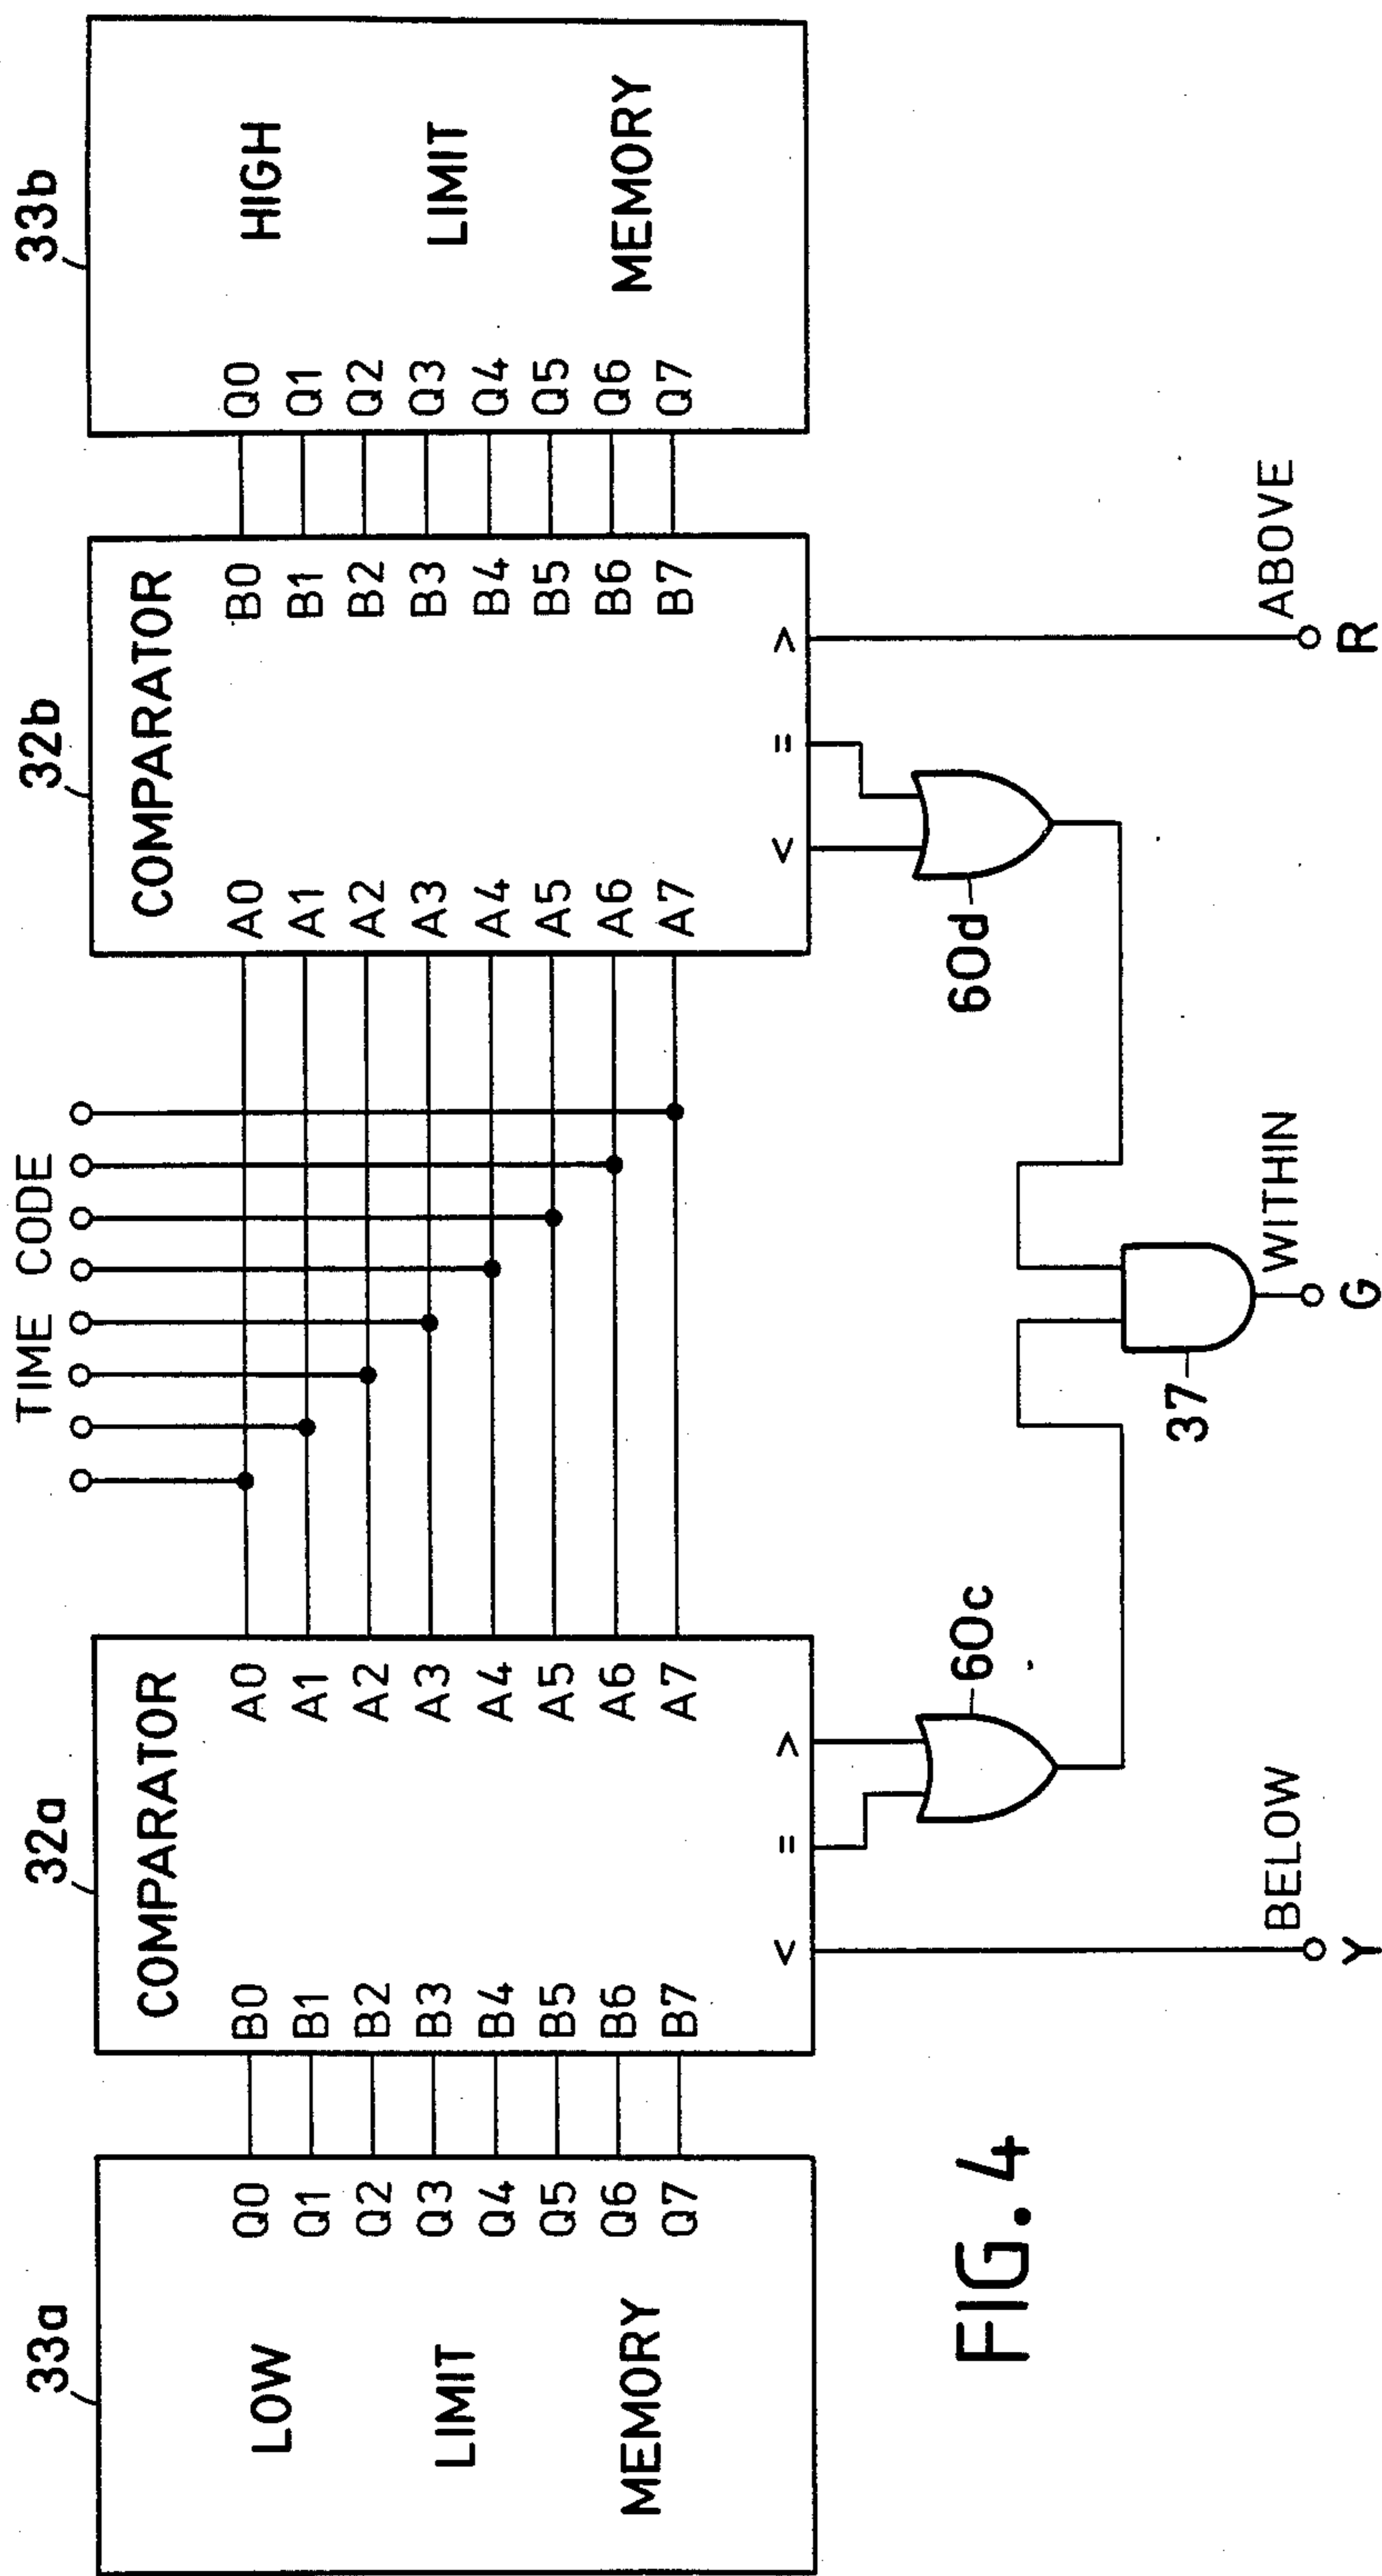 TIME CODE
33a
LOW
LIMIT
MEMORY
Q0
Q1
Q2
Q3
Q4
Q5
Q6
Q7
32a
COMPARATOR
B0
B1
B2
B3
B4
B5
B6
B7
A0
A1
A2
A3
A4
A5
A6
A7
< = >
32b
COMPARATOR
A0
A1
A2
A3
A4
A5
A6
A7
B0
B1
B2
B3
B4
B5
B6
B7
< = >
33b
HIGH
LIMIT
MEMORY
Q0
Q1
Q2
Q3
Q4
Q5
Q6
Q7
60c
60d
37
BELOW
Y
WITHIN
G
ABOVE
R
FIG. 4